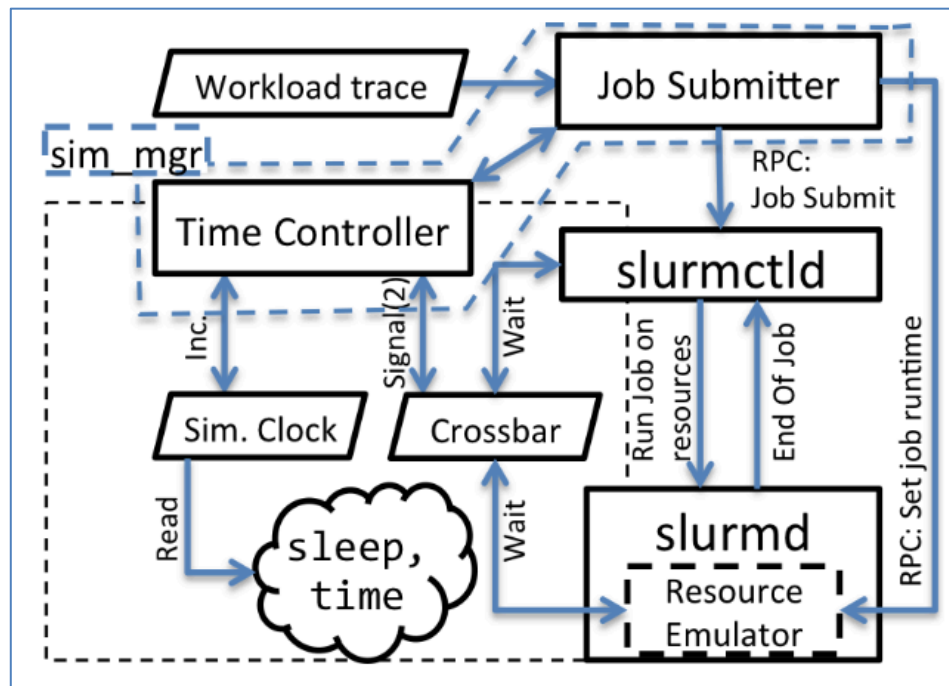 Workload trace
Job Submitter
sim_mgr
RPC:
Job Submit
Time Controller
slurmctld
Inc.
Signal(2)
Wait
Run Job on
resources
End Of Job
RPC: Set job runtime
Sim. Clock
Crossbar
Read
sleep,
time
Wait
slurmd
Resource
Emulator